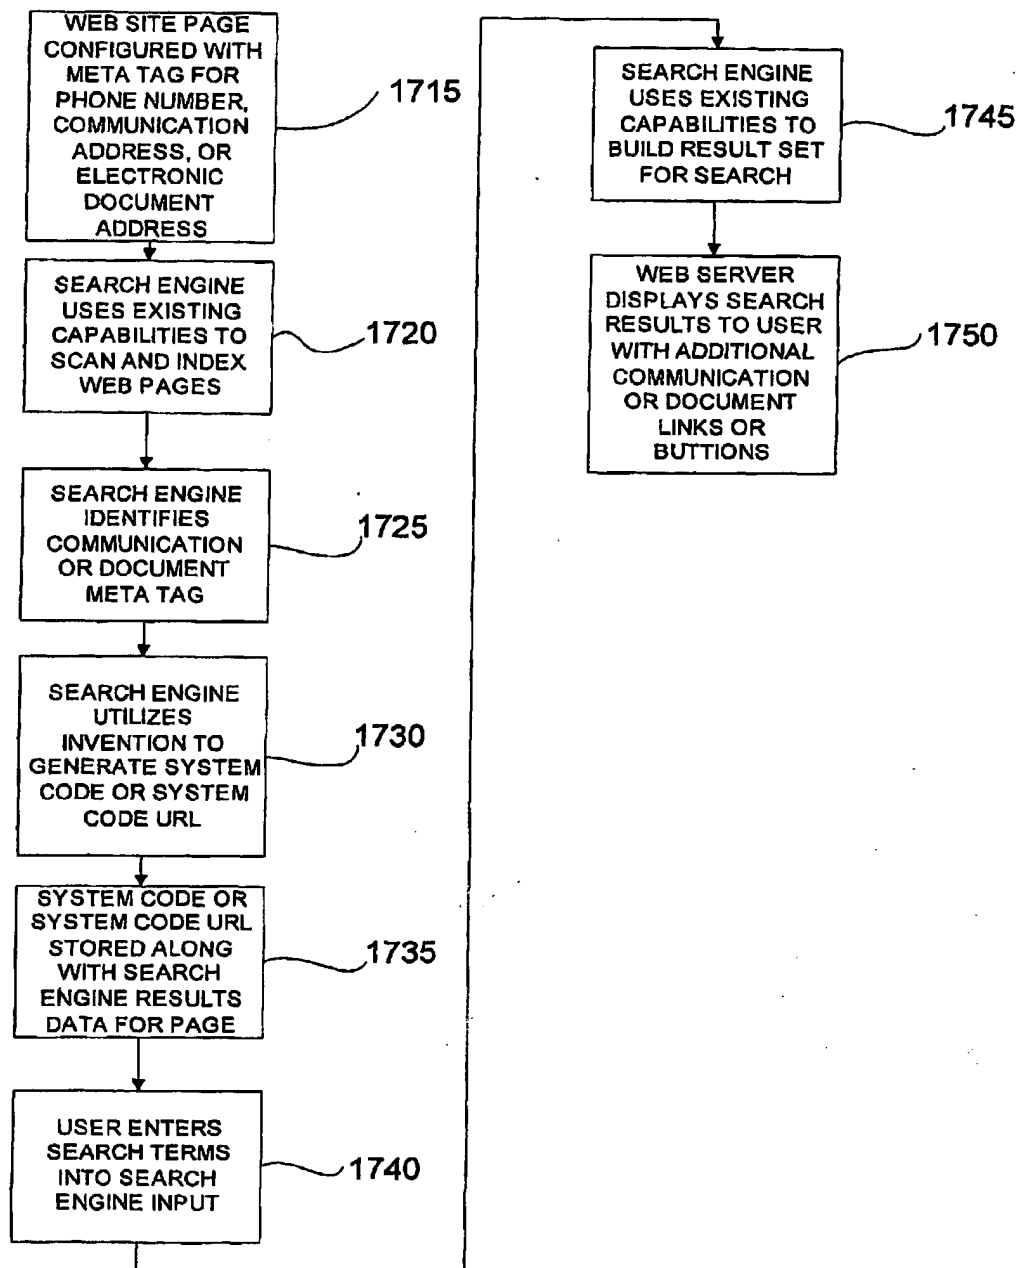 WEB SITE PAGE
CONFIGURED WITH
META TAG FOR
PHONE NUMBER,
COMMUNICATION
ADDRESS, OR
ELECTRONIC
DOCUMENT
ADDRESS
1715
SEARCH ENGINE
USES EXISTING
CAPABILITIES TO
SCAN AND INDEX
WEB PAGES
1720
SEARCH ENGINE
IDENTIFIES
COMMUNICATION
OR DOCUMENT
META TAG
1725
SEARCH ENGINE
UTILIZES
INVENTION TO
GENERATE SYSTEM
CODE OR SYSTEM
CODE URL
1730
SYSTEM CODE OR
SYSTEM CODE URL
STORED ALONG
WITH SEARCH
ENGINE RESULTS
DATA FOR PAGE
1735
USER ENTERS
SEARCH TERMS
INTO SEARCH
ENGINE INPUT
1740
SEARCH ENGINE
USES EXISTING
CAPABILITIES TO
BUILD RESULT SET
FOR SEARCH
1745
WEB SERVER
DISPLAYS SEARCH
RESULTS TO USER
WITH ADDITIONAL
COMMUNICATION
OR DOCUMENT
LINKS OR
BUTTIONS
1750